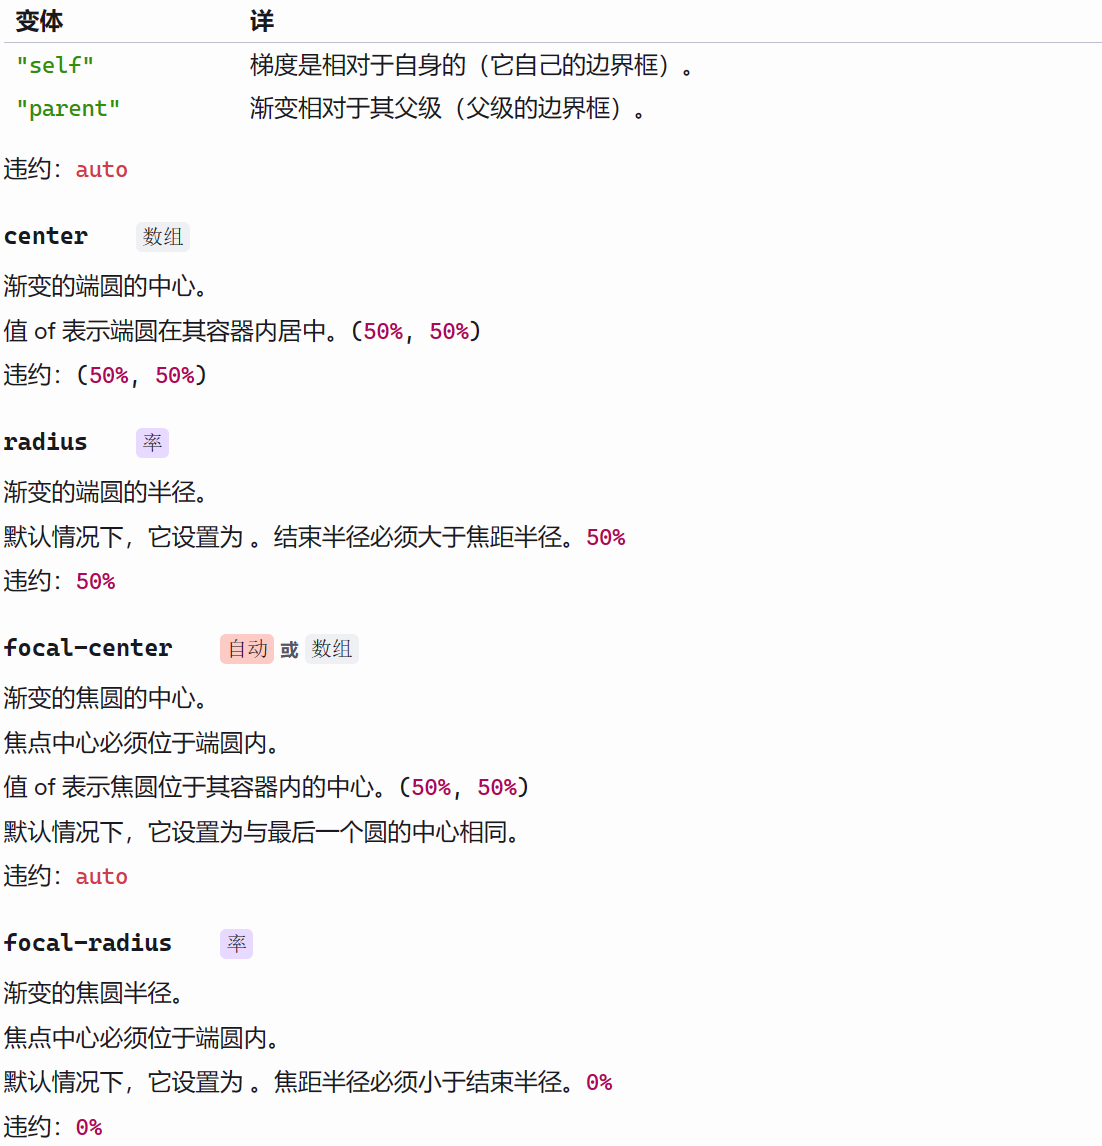 变体 详
"self" 梯度是相对于自身的（它自己的边界框）。
"parent" 渐变相对于其父级（父级的边界框）。
违约：auto
center 数组
渐变的端圆的中心。
值 of 表示端圆在其容器内居中。(50%, 50%)
违约：(50%, 50%)
radius 率
渐变的端圆的半径。
默认情况下，它设置为 。结束半径必须大于焦距半径。50%
违约：50%
focal-center 自动 或 数组
渐变的焦圆的中心。
焦点中心必须位于端圆内。
值 of 表示焦圆位于其容器内的中心。(50%, 50%)
默认情况下，它设置为与最后一个圆的中心相同。
违约：auto
focal-radius 率
渐变的焦圆半径。
焦点中心必须位于端圆内。
默认情况下，它设置为 。焦距半径必须小于结束半径。0%
违约：0%